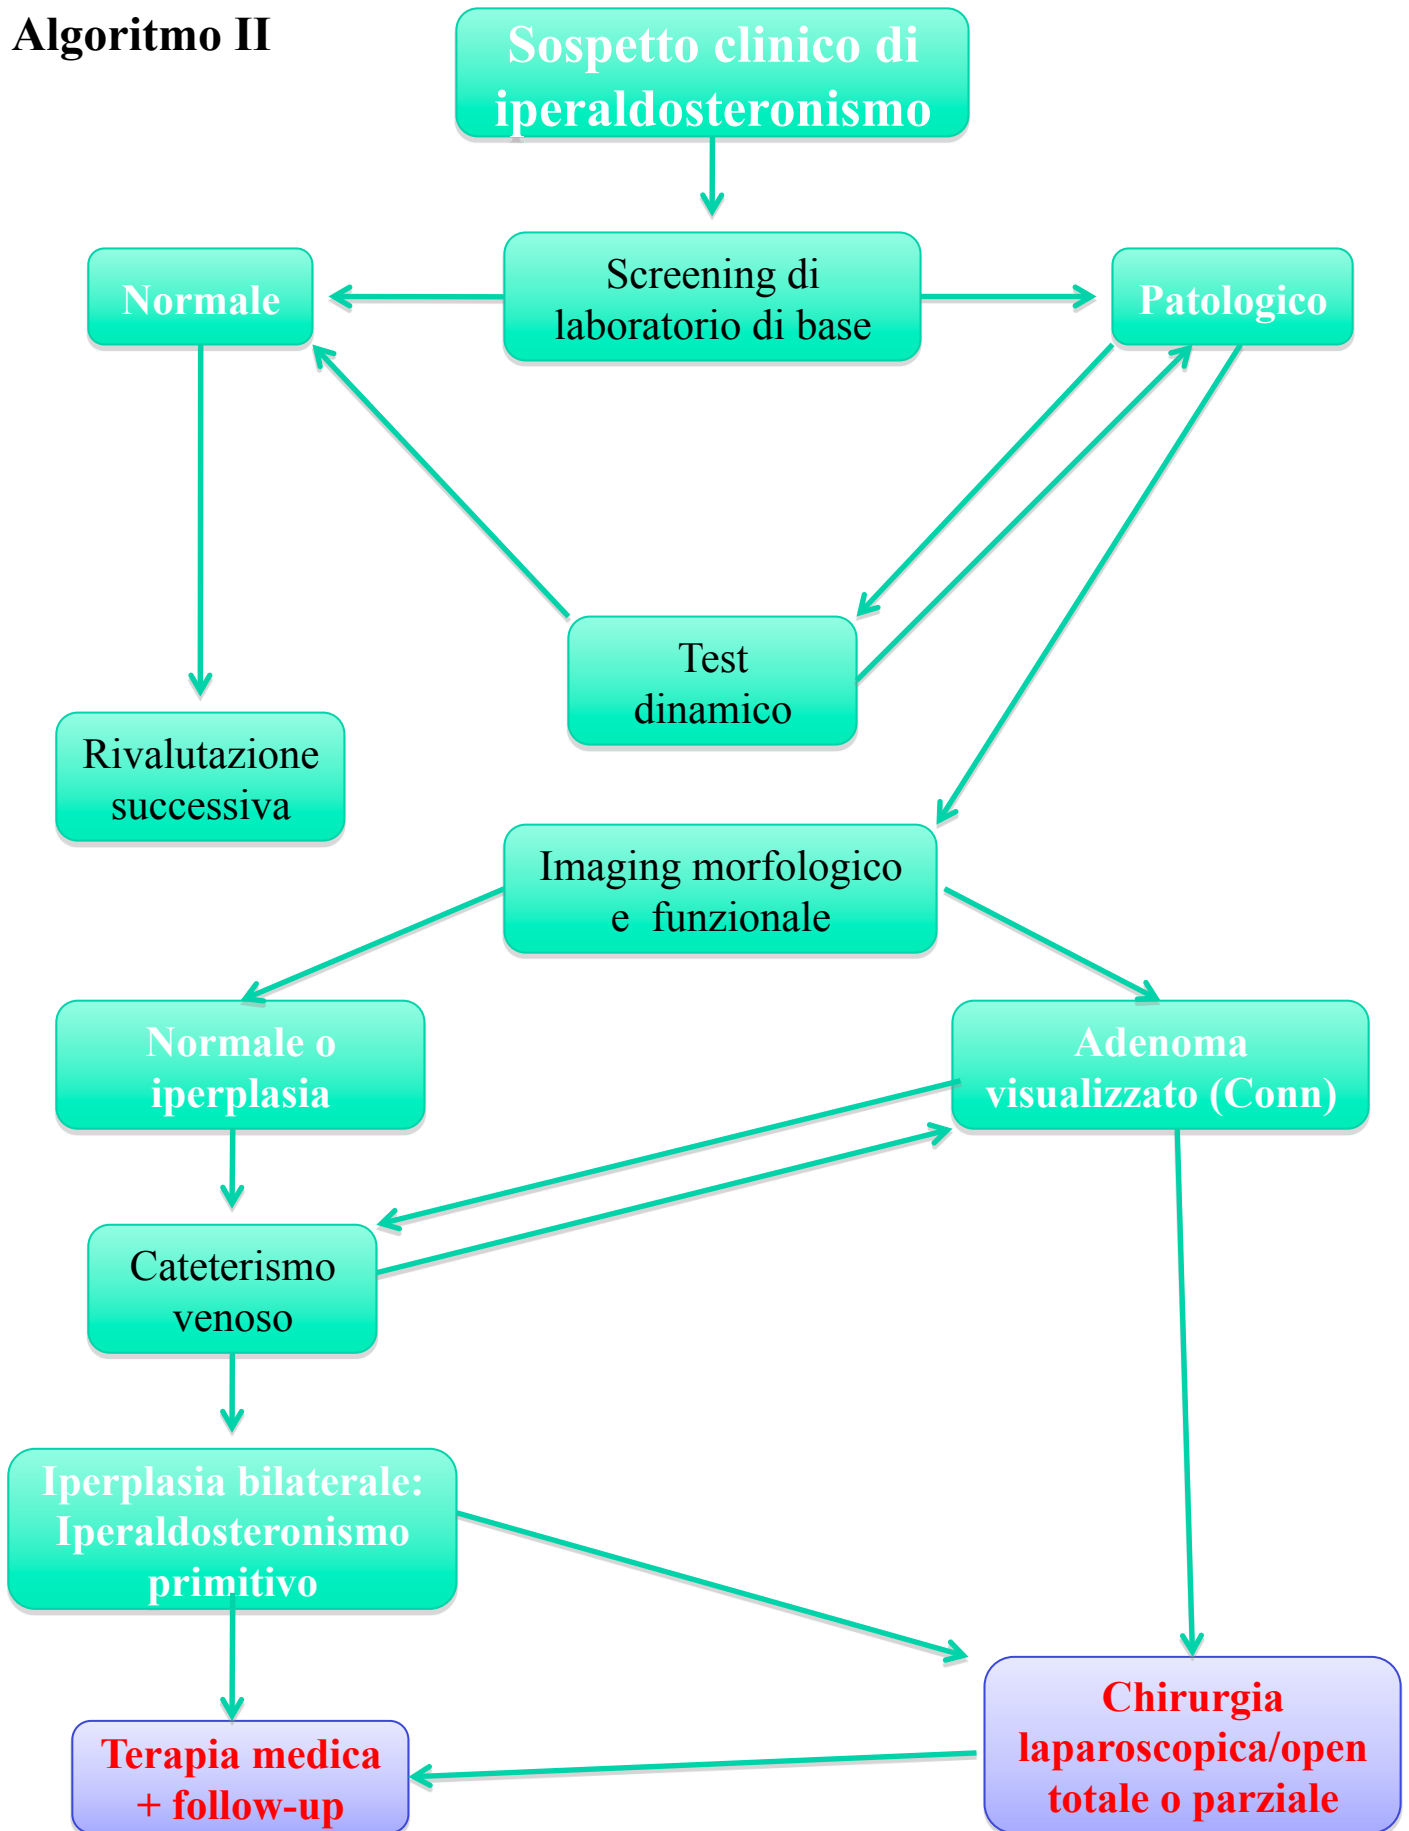 Algoritmo II
Sospetto clinico di
iperaldosteronismo
Normale
Screening di
laboratorio di base
Patologico
Test
dinamico
Rivalutazione
successiva
Imaging morfologico
e funzionale
Normale o
iperplasia
Adenoma
visualizzato (Conn)
Cateterismo
venoso
Iperplasia bilaterale:
Iperaldosteronismo
primitivo
Chirurgia
laparoscopica/open
totale o parziale
Terapia medica
+ follow-up